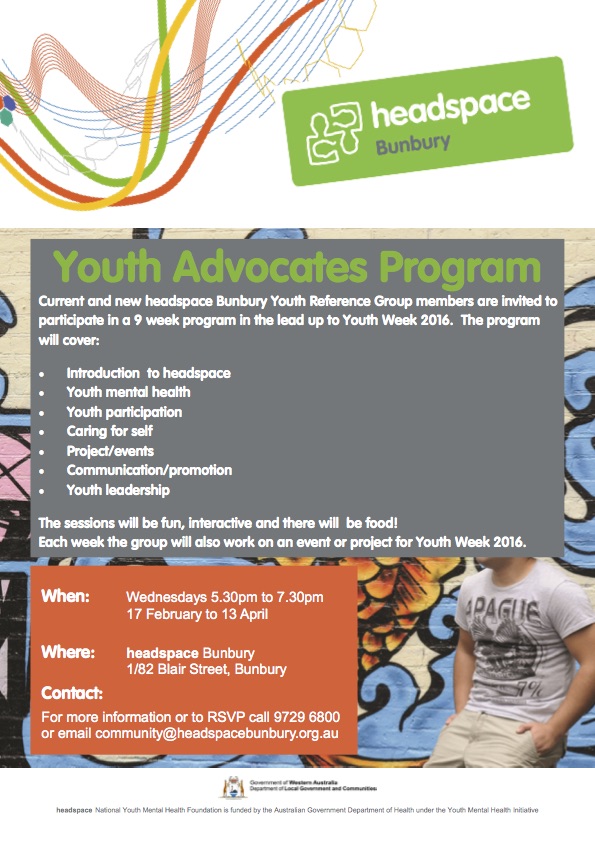 headspace
Bunbury
Youth Advocates Program
Current and new headspace Bunbury Youth Reference Group members are invited to
participate in a 9 week program in the lead up to Youth Week 2016.  The program
will cover:
• Introduction  to headspace
• Youth mental health
• Youth participation
• Caring for self
• Project/events
• Communication/promotion
• Youth leadership
The sessions will be fun, interactive and there will  be food!
Each week the group will also work on an event or project for Youth Week 2016.
When: Wednesdays 5.30pm to 7.30pm
17 February to 13 April
Where: headspace Bunbury
1/82 Blair Street, Bunbury
Contact:
For more information or to RSVP call 9729 6800
or email community@headspacebunbury.org.au
Government of Western Australia
Department of Local Government and Communities
headspace National Youth Mental Health Foundation is funded by the Australian Government Department of Health under the Youth Mental Health Initiative